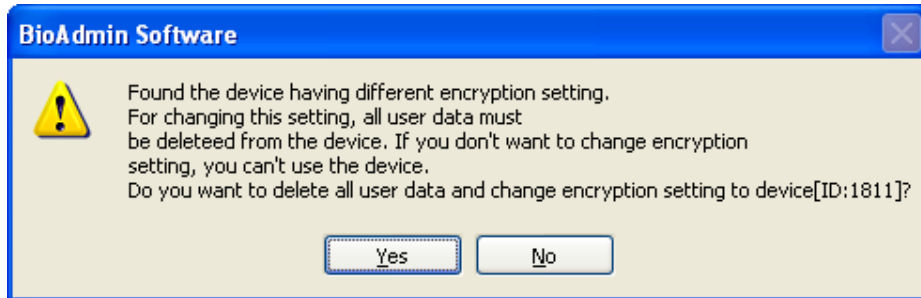 BioAdmin Software
Found the device having different encryption setting.
For changing this setting, all user data must
be deleteed from the device. If you don't want to change encryption
setting, you can't use the device.
Do you want to delete all user data and change encryption setting to device[ID:1811]?
Yes
No